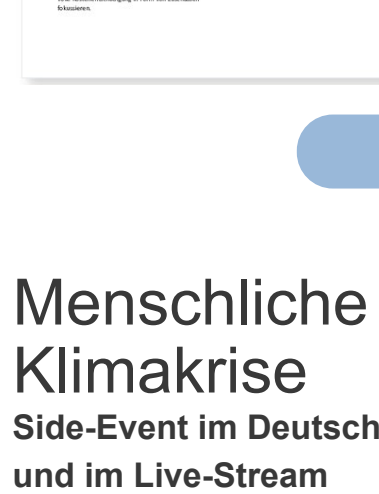 fokussieren.
Menschliche
Klimakrise
Side-Event im Deutsch
und im Live-Stream